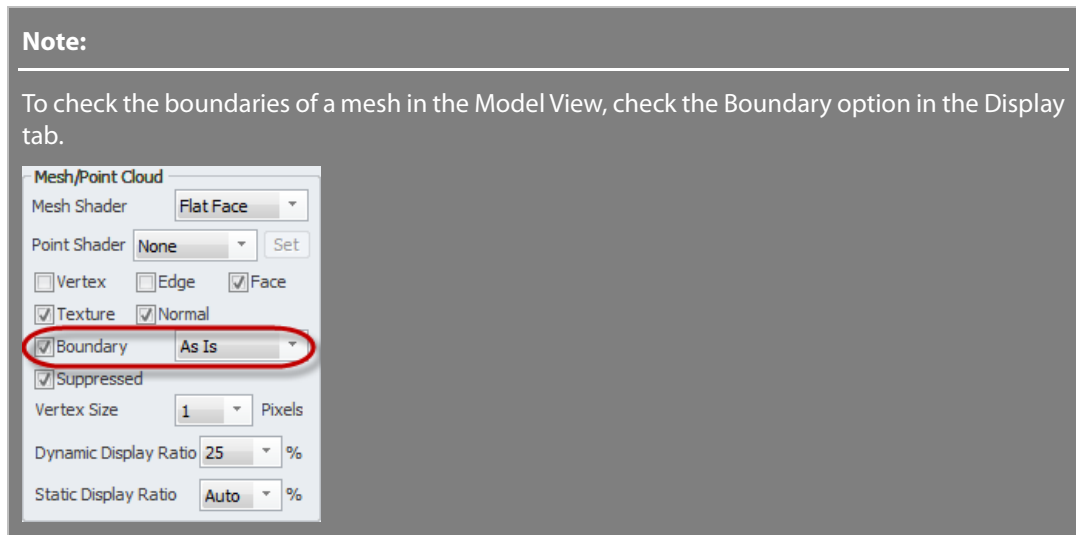 Note:
To check the boundaries of a mesh in the Model View, check the Boundary option in the Display
tab.
Mesh/Point Cloud
Mesh Shader Flat Face
Point Shader None Set
Vertex Edge Face
Texture Normal
Boundary As Is
Suppressed
Vertex Size 1 Pixels
Dynamic Display Ratio 25 %
Static Display Ratio Auto %